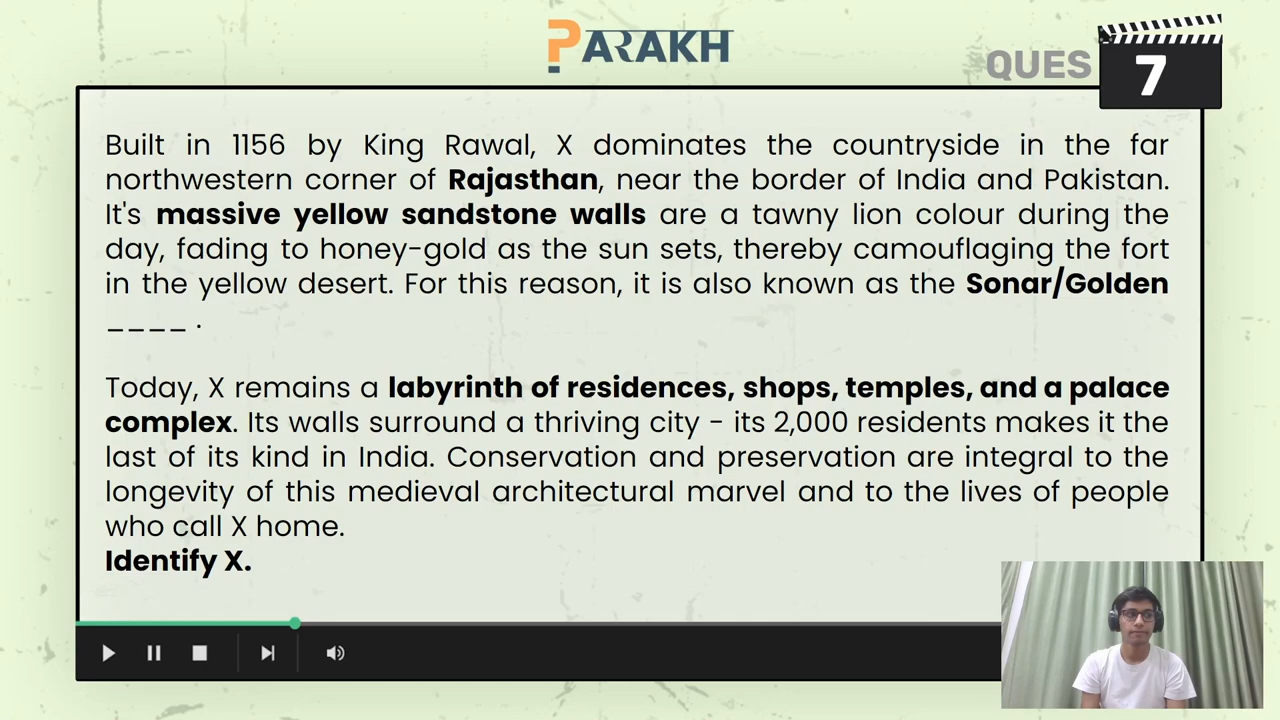 PARAKH
QUES
7
Built in 1156 by King Rawal, X dominates the countryside in the far
northwestern corner of Rajasthan, near the border of India and Pakistan.
It's massive yellow sandstone walls are a tawny lion colour during the
day, fading to honey-gold as the sun sets, thereby camouflaging the fort
in the yellow desert. For this reason, it is also known as the Sonar/Golden
____ .
Today, X remains a labyrinth of residences, shops, temples, and a palace
complex. Its walls surround a thriving city - its 2,000 residents makes it the
last of its kind in India. Conservation and preservation are integral to the
longevity of this medieval architectural marvel and to the lives of people
who call X home.
Identify X.